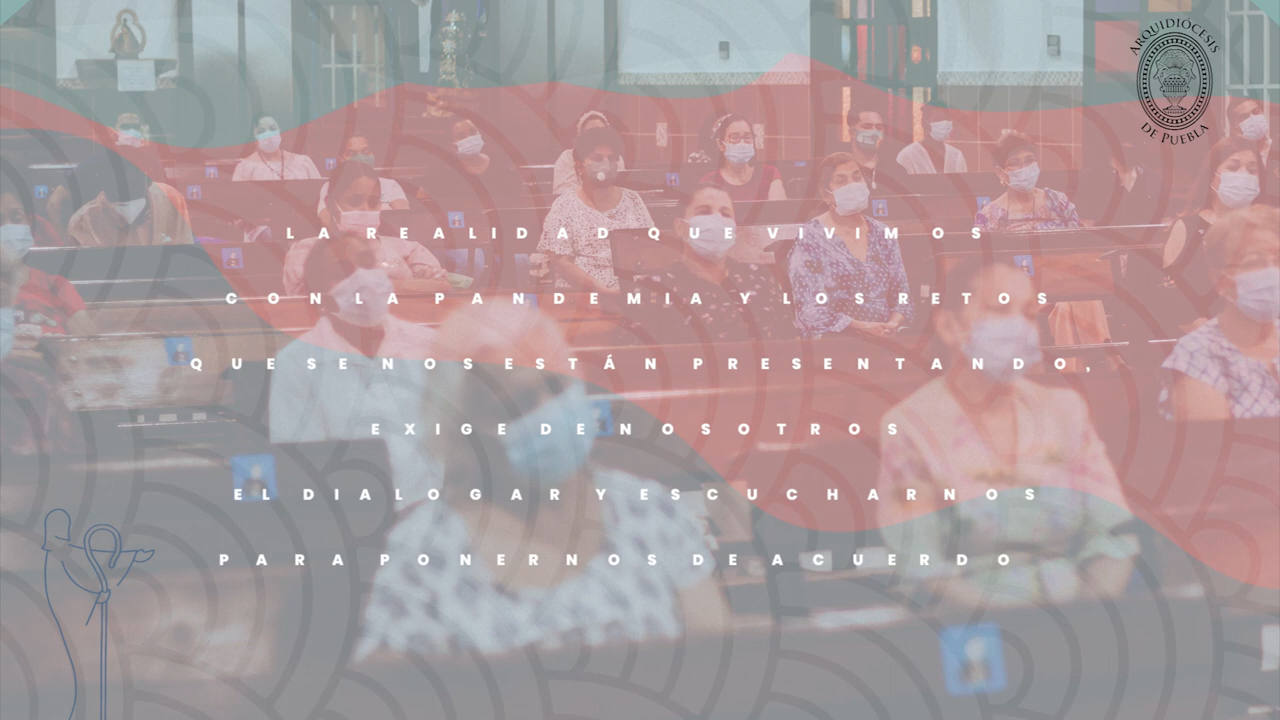 ARQUIDIÓCESIS
DE PUEBLA
LA REALIDAD QUE VIVIMOS
CON LA PANDEMIA Y LOS RETOS
QUE SE NOS ESTÁN PRESENTANDO,
EXIGE DE NOSOTROS
EL DIALOGAR Y ESCUCHARNOS
PARA PONERNOS DE ACUERDO